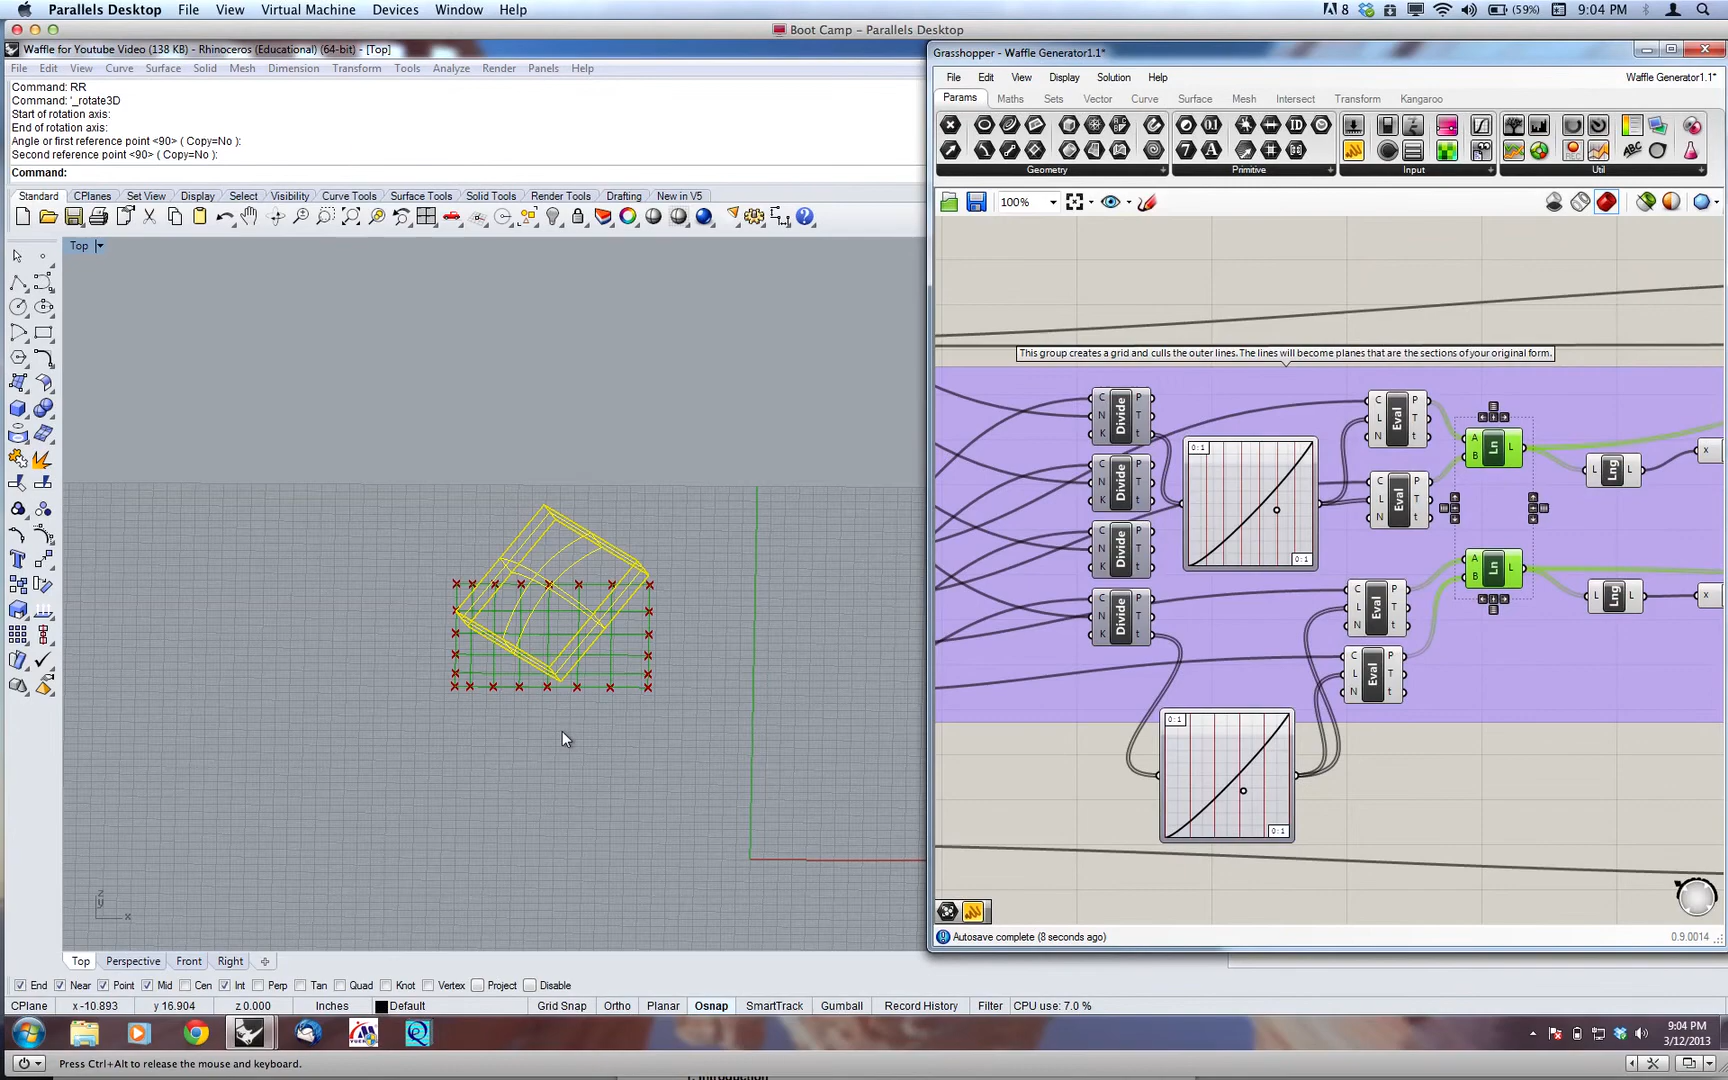 Parallels Desktop File View Virtual Machine Devices Window Help
8 (59%) 9:04 PM
Boot Camp – Parallels Desktop
Waffle for Youtube Video (138 KB) - Rhinoceros (Educational) (64-bit) - [Top]
File Edit View Curve Surface Solid Mesh Dimension Transform Tools Analyze Render Panels Help
Command: RR
Command: '_rotate3D
Start of rotation axis:
End of rotation axis:
Angle or first reference point <90> ( Copy=No ):
Second reference point <90> ( Copy=No ):
Command:
Standard CPlanes Set View Display Select Visibility Curve Tools Surface Tools Solid Tools Render Tools Drafting New in V5
Top
z
y
x
Top Perspective Front Right
End Near Point Mid Cen Int Perp Tan Quad Knot Vertex Project Disable
CPlane x -10.893 y 16.904 z 0.000 Inches Default Grid Snap Ortho Planar Osnap SmartTrack Gumball Record History Filter CPU use: 7.0 %
Grasshopper - Waffle Generator1.1*
File Edit View Display Solution Help
Waffle Generator1.1*
Params Maths Sets Vector Curve Surface Mesh Intersect Transform Kangaroo
Geometry Primitive Input Util
100%
This group creates a grid and culls the outer lines. The lines will become planes that are the sections of your original form.
C N K Divide P T t
C N K Divide P T t
C N K Divide P T t
C N K Divide P T t
0:1
0:1
C L N Eval P T t
C L N Eval P T t
A B Ln L
L Lng L
x
A B Ln L
L Lng L
x
C L N Eval P T t
C L N Eval P T t
0:1
0:1
Autosave complete (8 seconds ago)
0.9.0014
9:04 PM
3/12/2013
Press Ctrl+Alt to release the mouse and keyboard.